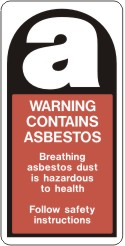 a
WARNING
CONTAINS
ASBESTOS
Breathing
asbestos dust
is hazardous
to health
Follow safety
instructions